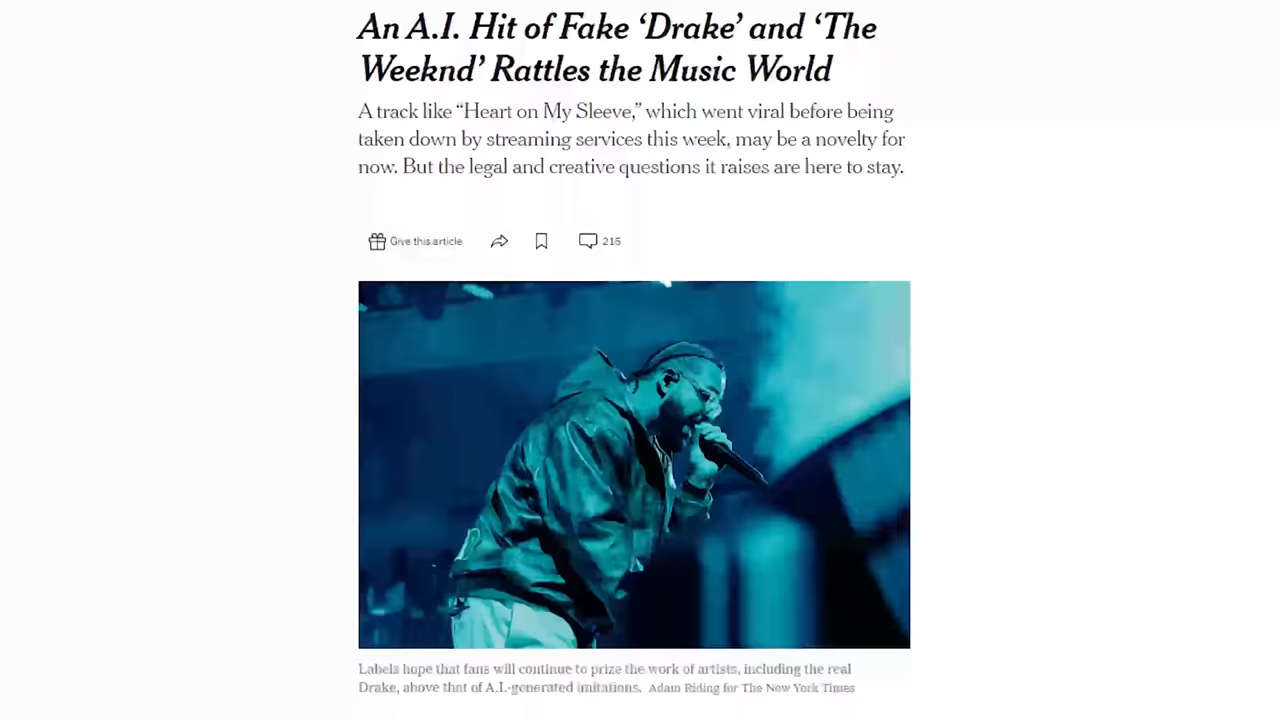 An A.I. Hit of Fake ‘Drake’ and ‘The
Weeknd’ Rattles the Music World
A track like “Heart on My Sleeve,” which went viral before being
taken down by streaming services this week, may be a novelty for
now. But the legal and creative questions it raises are here to stay.
Give this article
215
Labels hope that fans will continue to prize the work of artists, including the real
Drake, above that of A.I.-generated imitations. Adam Riding for The New York Times